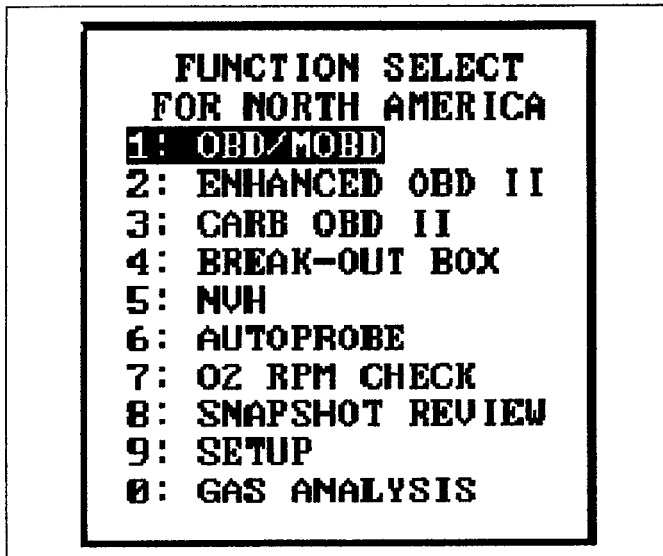 FUNCTION SELECT
FOR NORTH AMERICA
1: OBD/MOBD
2: ENHANCED OBD II
3: CARB OBD II
4: BREAK-OUT BOX
5: NVH
6: AUTOPROBE
7: O2 RPM CHECK
8: SNAPSHOT REVIEW
9: SETUP
0: GAS ANALYSIS